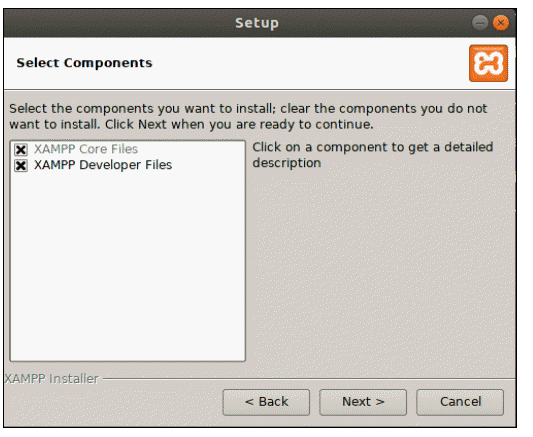 Setup
Select Components
Select the components you want to install; clear the components you do not
want to install. Click Next when you are ready to continue.
XAMPP Core Files
XAMPP Developer Files
Click on a component to get a detailed
description
XAMPP Installer
< Back
Next >
Cancel